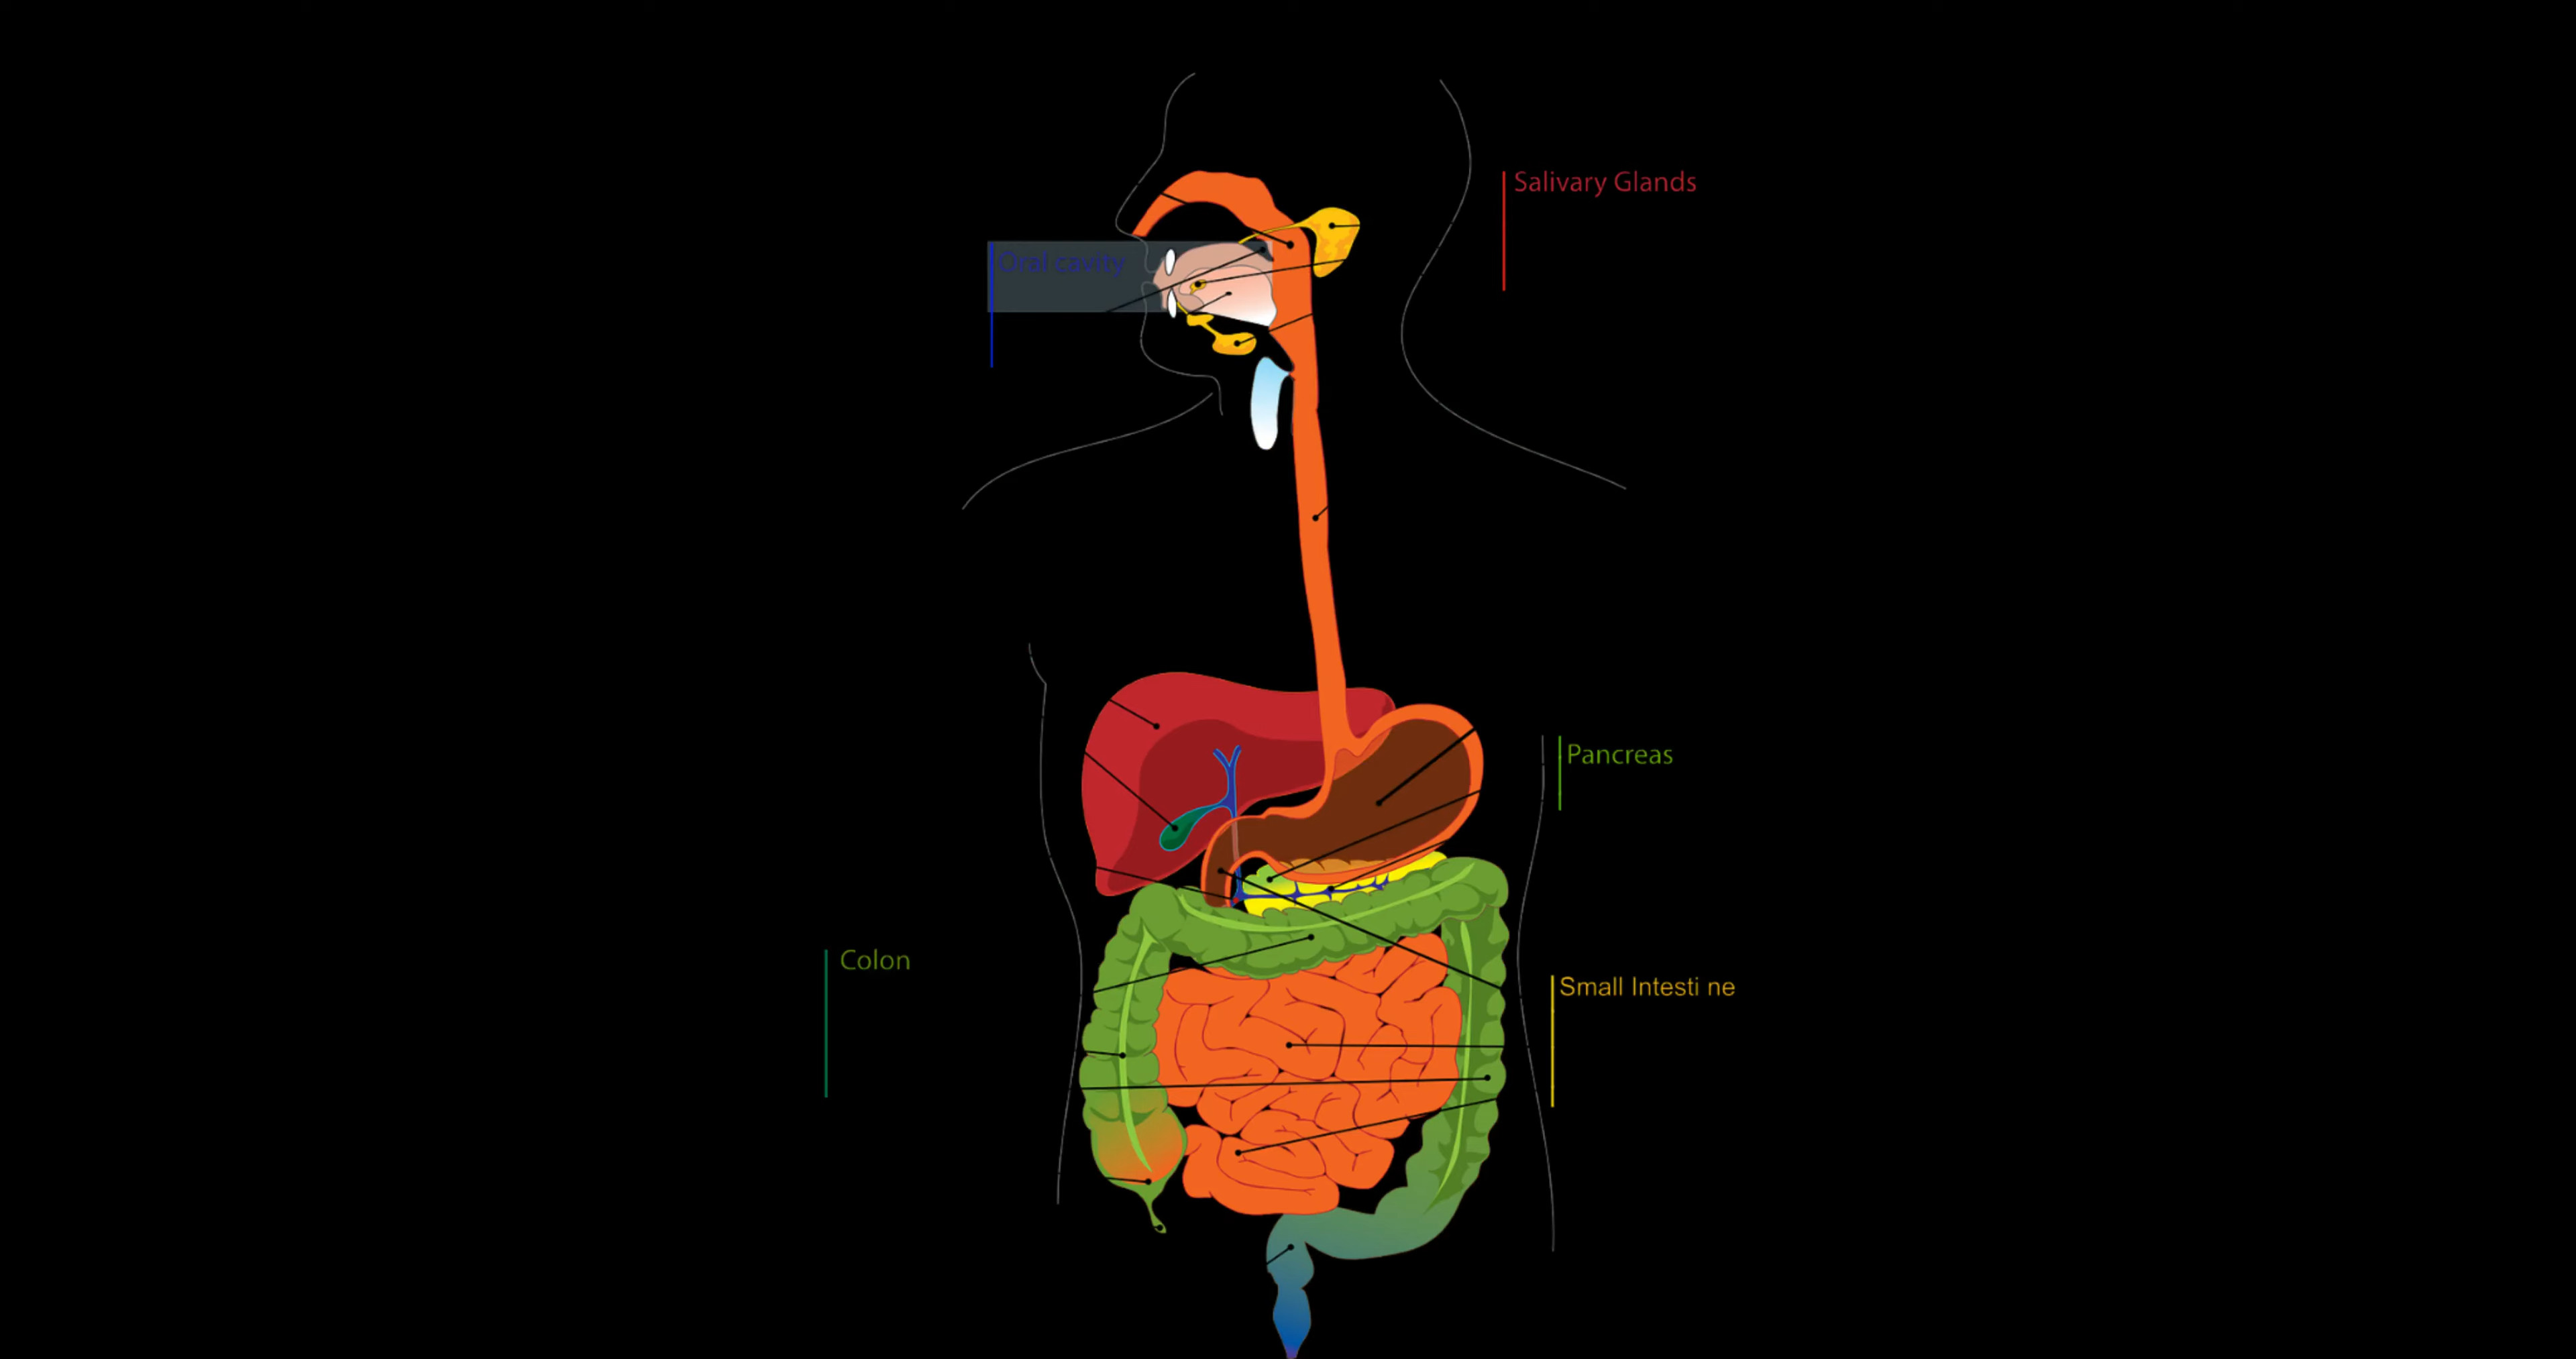 Salivary Glands
Oral cavity
Pancreas
Colon
Small Intesti ne